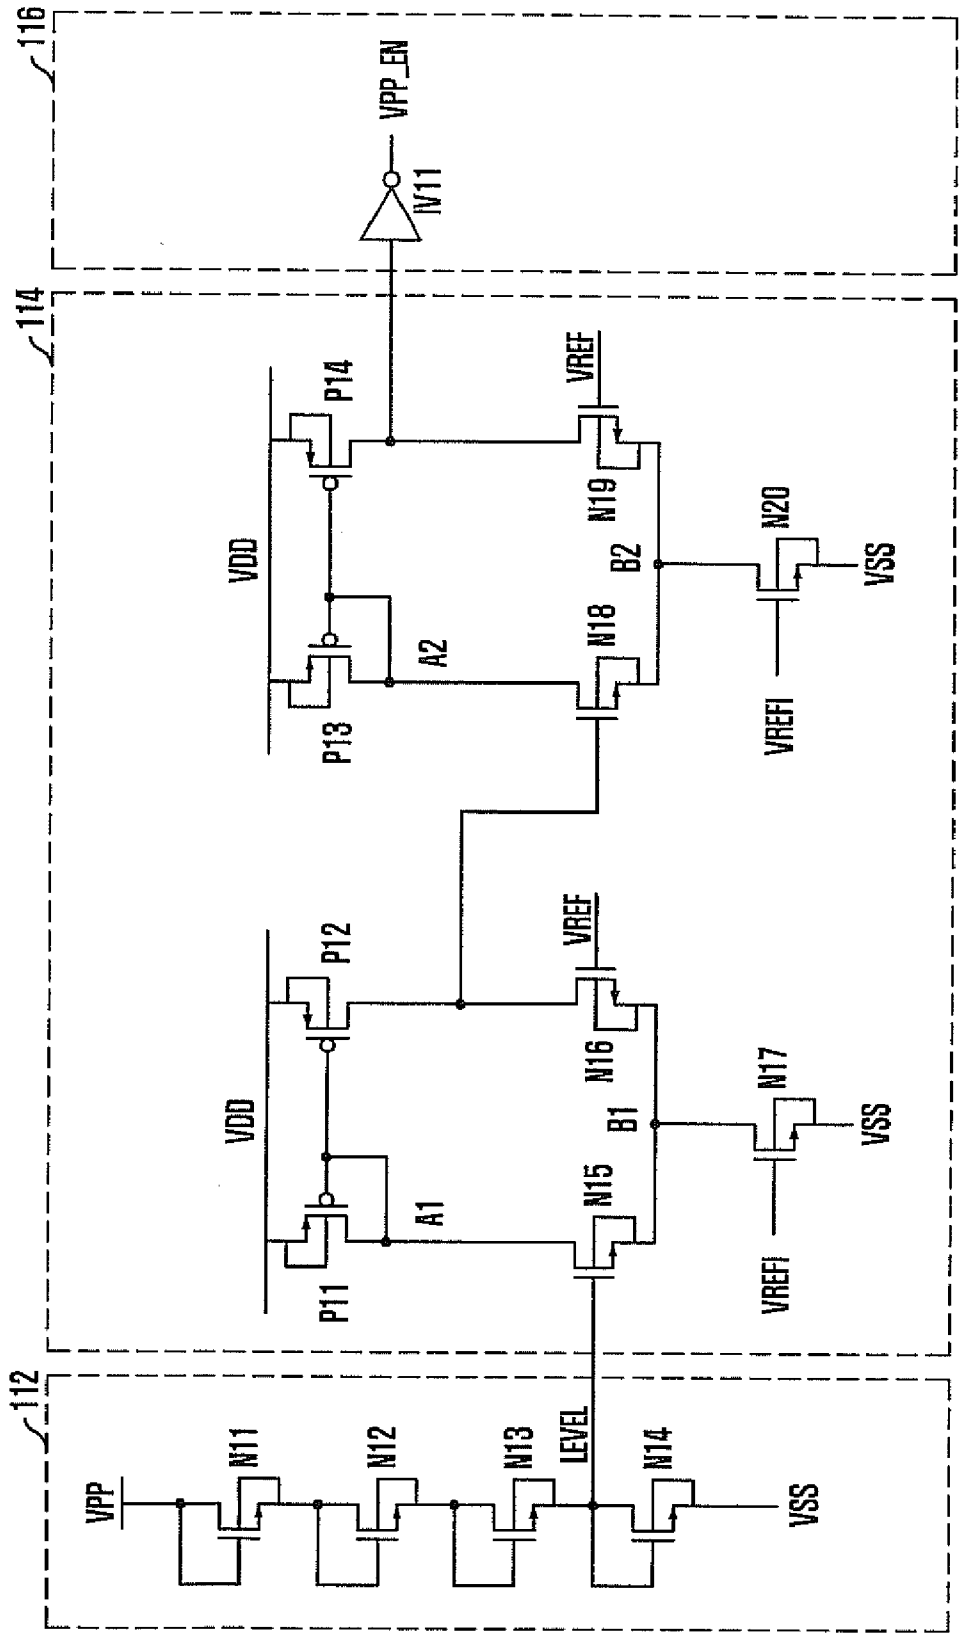 112
VPP
N11
N12
N13
LEVEL
N14
VSS
114
VDD
P11
P12
A1
N15
N16
VREF
B1
N17
VREFI
VSS
VDD
P13
P14
A2
N18
N19
VREF
B2
N20
VREFI
VSS
116
VPP_EN
IV11